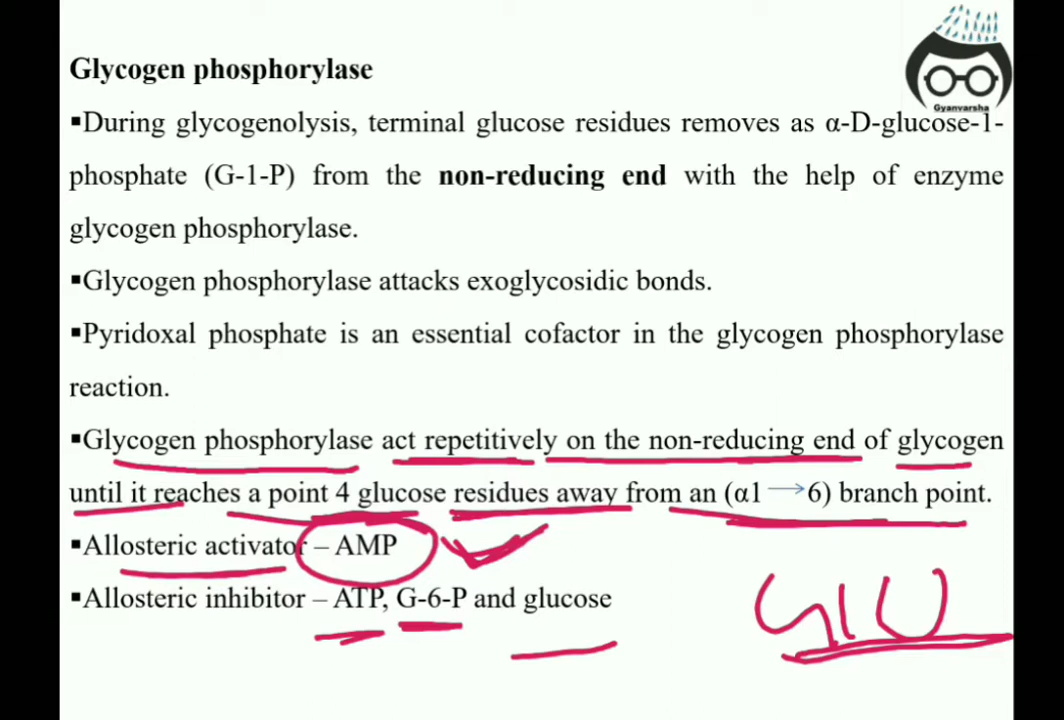 Gyanvarsha
Glycogen phosphorylase
▪During glycogenolysis, terminal glucose residues removes as α-D-glucose-1-
phosphate (G-1-P) from the non-reducing end with the help of enzyme
glycogen phosphorylase.
▪Glycogen phosphorylase attacks exoglycosidic bonds.
▪Pyridoxal phosphate is an essential cofactor in the glycogen phosphorylase
reaction.
▪Glycogen phosphorylase act repetitively on the non-reducing end of glycogen
until it reaches a point 4 glucose residues away from an (α1→6) branch point.
▪Allosteric activator – AMP
▪Allosteric inhibitor – ATP, G-6-P and glucose
GlU